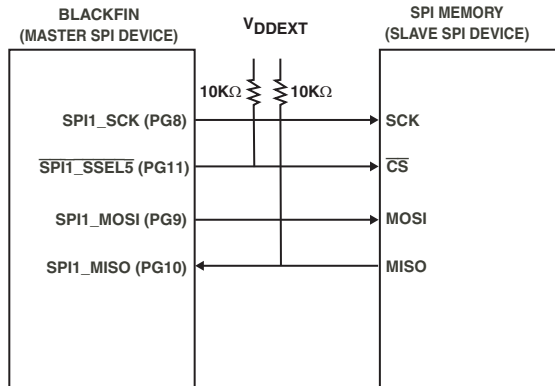 BLACKFIN
(MASTER SPI DEVICE)
V_DDEXT
SPI MEMORY
(SLAVE SPI DEVICE)
10KΩ
10KΩ
SPI1_SCK (PG8)
SCK
SPI1_SSEL5 (PG11)
CS
SPI1_MOSI (PG9)
MOSI
SPI1_MISO (PG10)
MISO